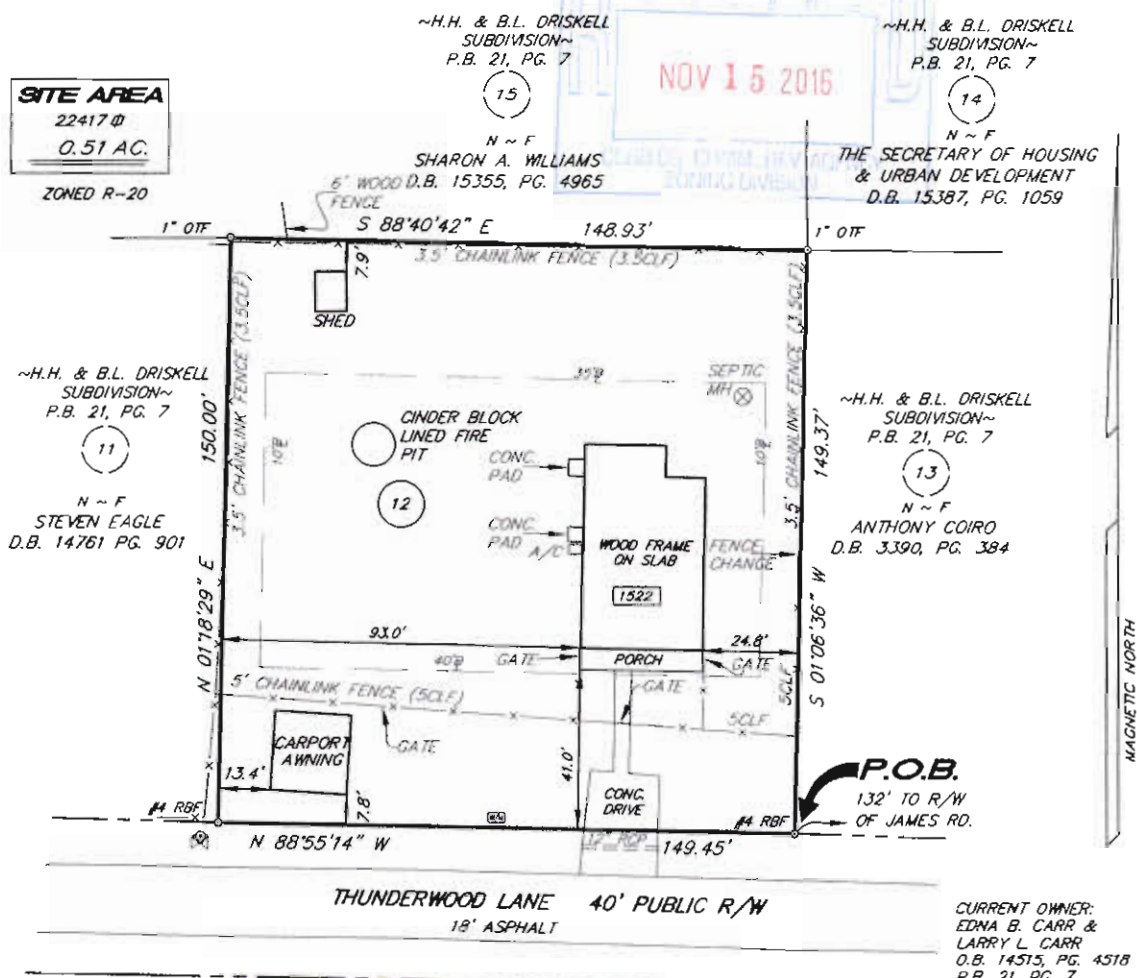 ~H.H. & B.L. DRISKELL
SUBDIVISION~
P.B. 21, PG. 7
15
N ~ F
SHARON A. WILLIAMS
D.B. 15355, PG. 4965
NOV 15 2016
~H.H. & B.L. DRISKELL
SUBDIVISION~
P.B. 21, PG. 7
14
N ~ F
THE SECRETARY OF HOUSING
& URBAN DEVELOPMENT
D.B. 15387, PG. 1059
ZONING DIVISION
SITE AREA
22417
0.51 AC.
ZONED R-20
6' WOOD
FENCE
1" OTF
S 88°40'42" E
148.93'
1" OTF
3.5' CHAINLINK FENCE (3.5CLF)
7.9'
SHED
3.5' CHAINLINK FENCE (3.5CLF)
150.00'
N 01°18'29" E
~H.H. & B.L. DRISKELL
SUBDIVISION~
P.B. 21, PG. 7
11
N ~ F
STEVEN EAGLE
D.B. 14761 PG. 901
35'
10'
10'
SEPTIC
MH
CINDER BLOCK
LINED FIRE
PIT
12
CONC.
PAD
CONC.
PAD
A/C
WOOD FRAME
ON SLAB
1522
FENCE
CHANGE
3.5' CHAINLINK FENCE (3.5CLF)
149.37'
S 01°06'36" W
~H.H. & B.L. DRISKELL
SUBDIVISION~
P.B. 21, PG. 7
13
N ~ F
ANTHONY COIRO
D.B. 3390, PG. 384
MAGNETIC NORTH
93.0'
24.8'
40'
GATE
PORCH
GATE
GATE
5' CHAINLINK FENCE (5CLF)
5CLF
5CLF
GATE
CARPORT
AWNING
13.4'
7.8'
41.0'
CONC.
DRIVE
P.O.B.
132' TO R/W
OF JAMES RD.
#4 RBF
#4 RBF
N 88°55'14" W
12" RCP
149.45'
THUNDERWOOD LANE 40' PUBLIC R/W
18' ASPHALT
CURRENT OWNER:
EDNA B. CARR &
LARRY L. CARR
D.B. 14515, PG. 4518
P.B. 21, PG. 7